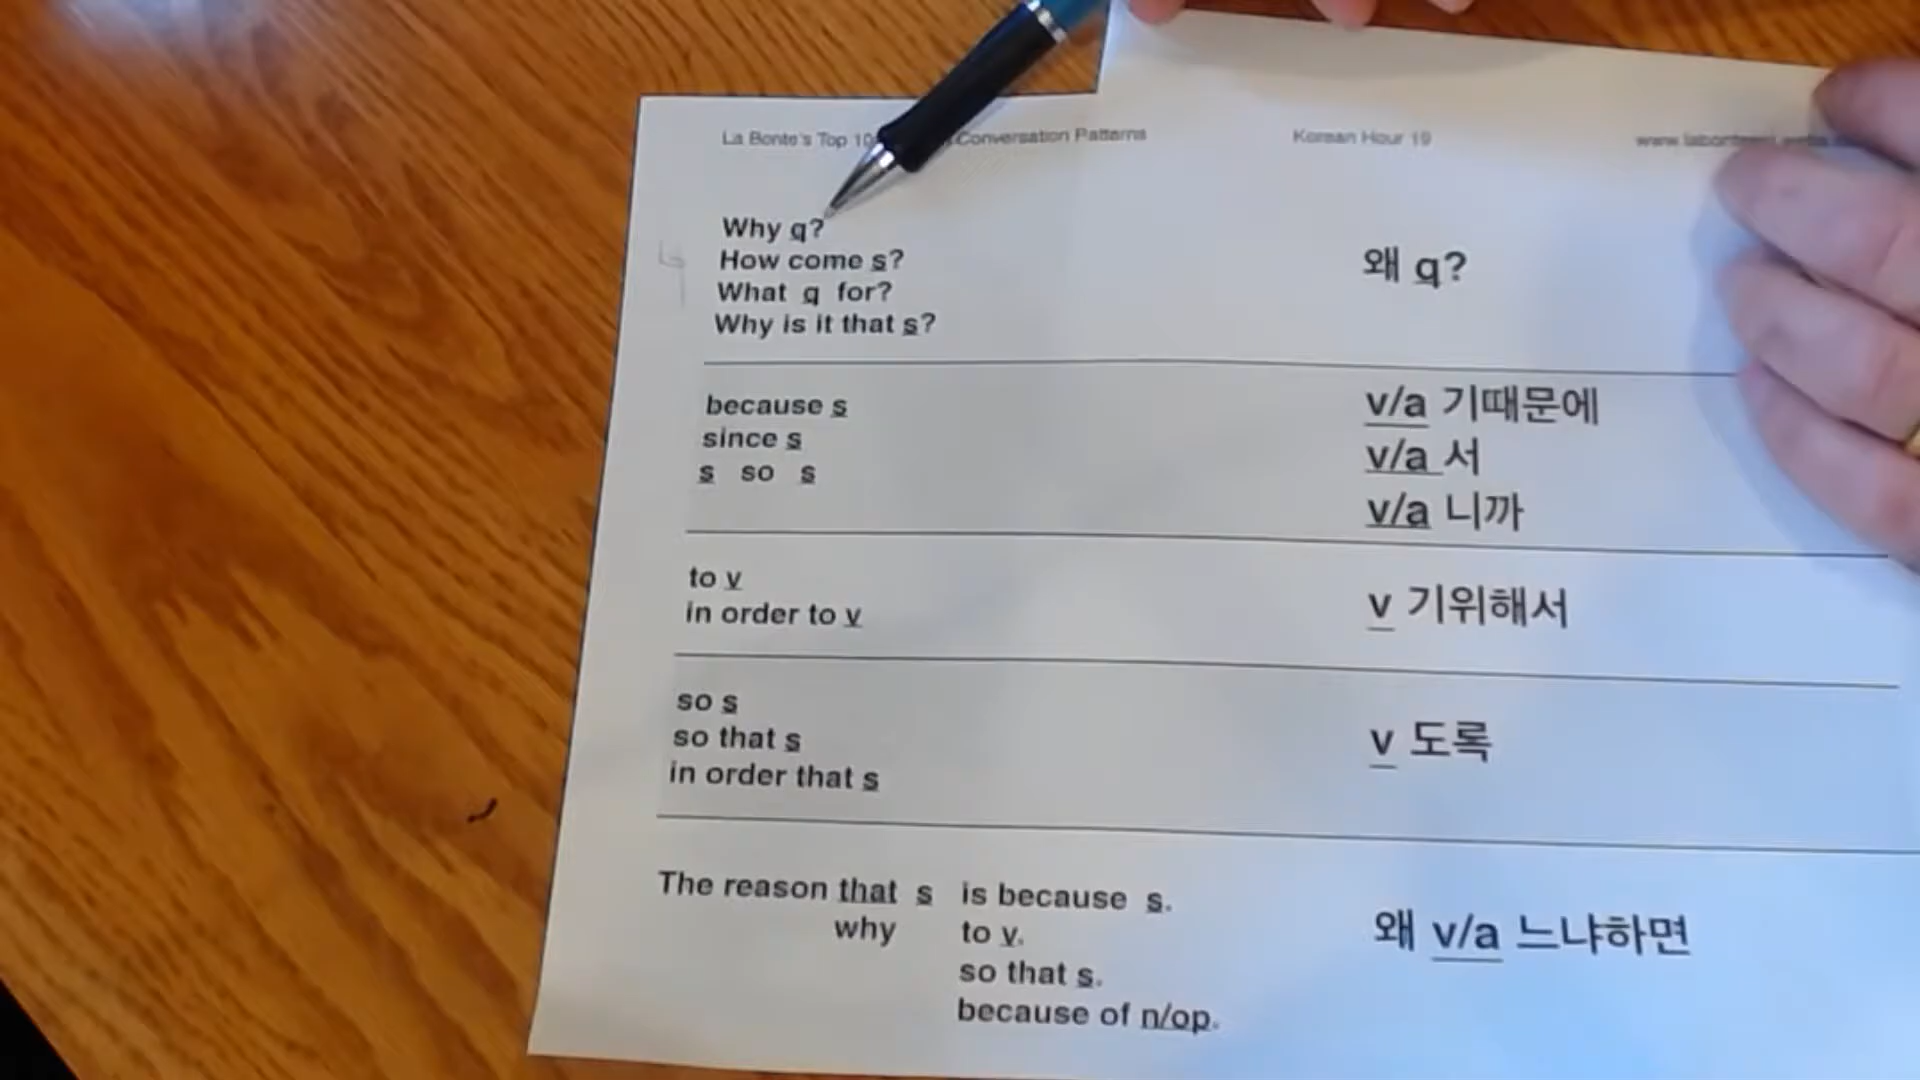 La Bonte's Top 10 Conversation Patterns Korean Hour 19
Why q?
How come s?
What q for?
Why is it that s?
왜 q?
because s
since s
s so s
v/a 기때문에
v/a 서
v/a 니까
to v
in order to v
v 기위해서
so s
so that s
in order that s
v 도록
The reason that s is because s.
why to v.
so that s.
because of n/op.
왜 v/a 느냐하면